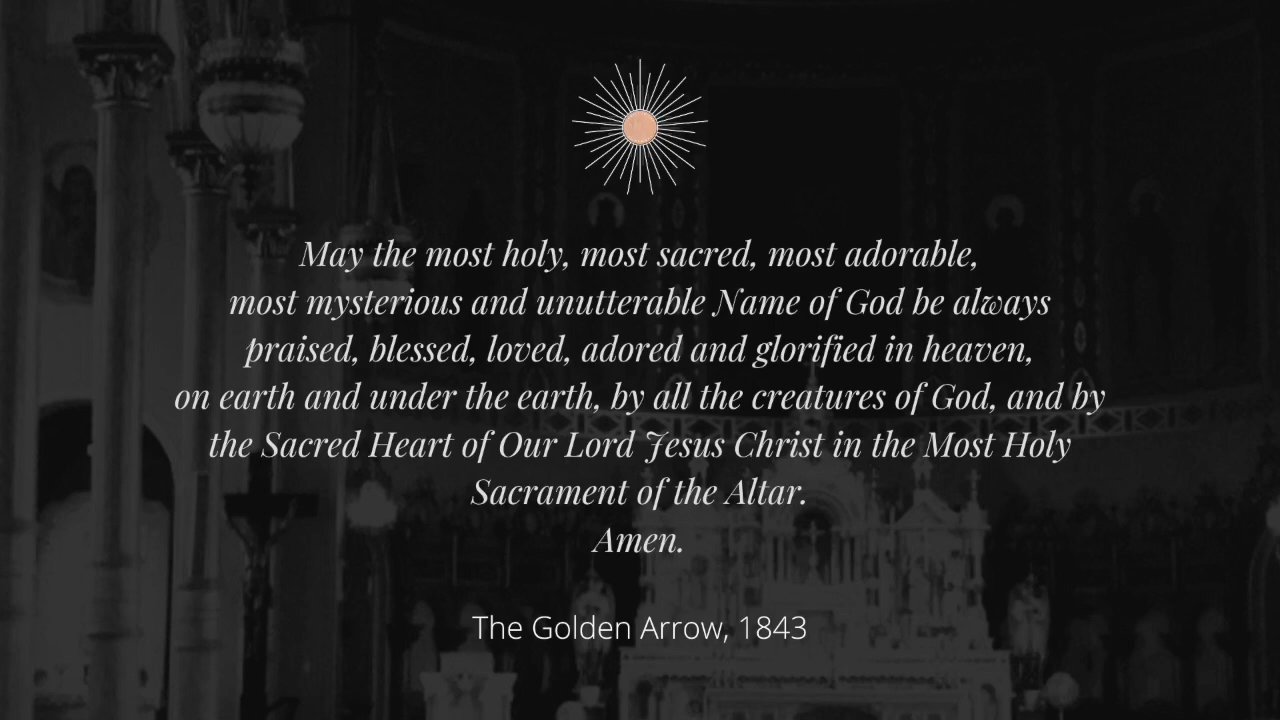 May the most holy, most sacred, most adorable,
most mysterious and unutterable Name of God be always
praised, blessed, loved, adored and glorified in heaven,
on earth and under the earth, by all the creatures of God, and by
the Sacred Heart of Our Lord Jesus Christ in the Most Holy
Sacrament of the Altar.
Amen.
The Golden Arrow, 1843